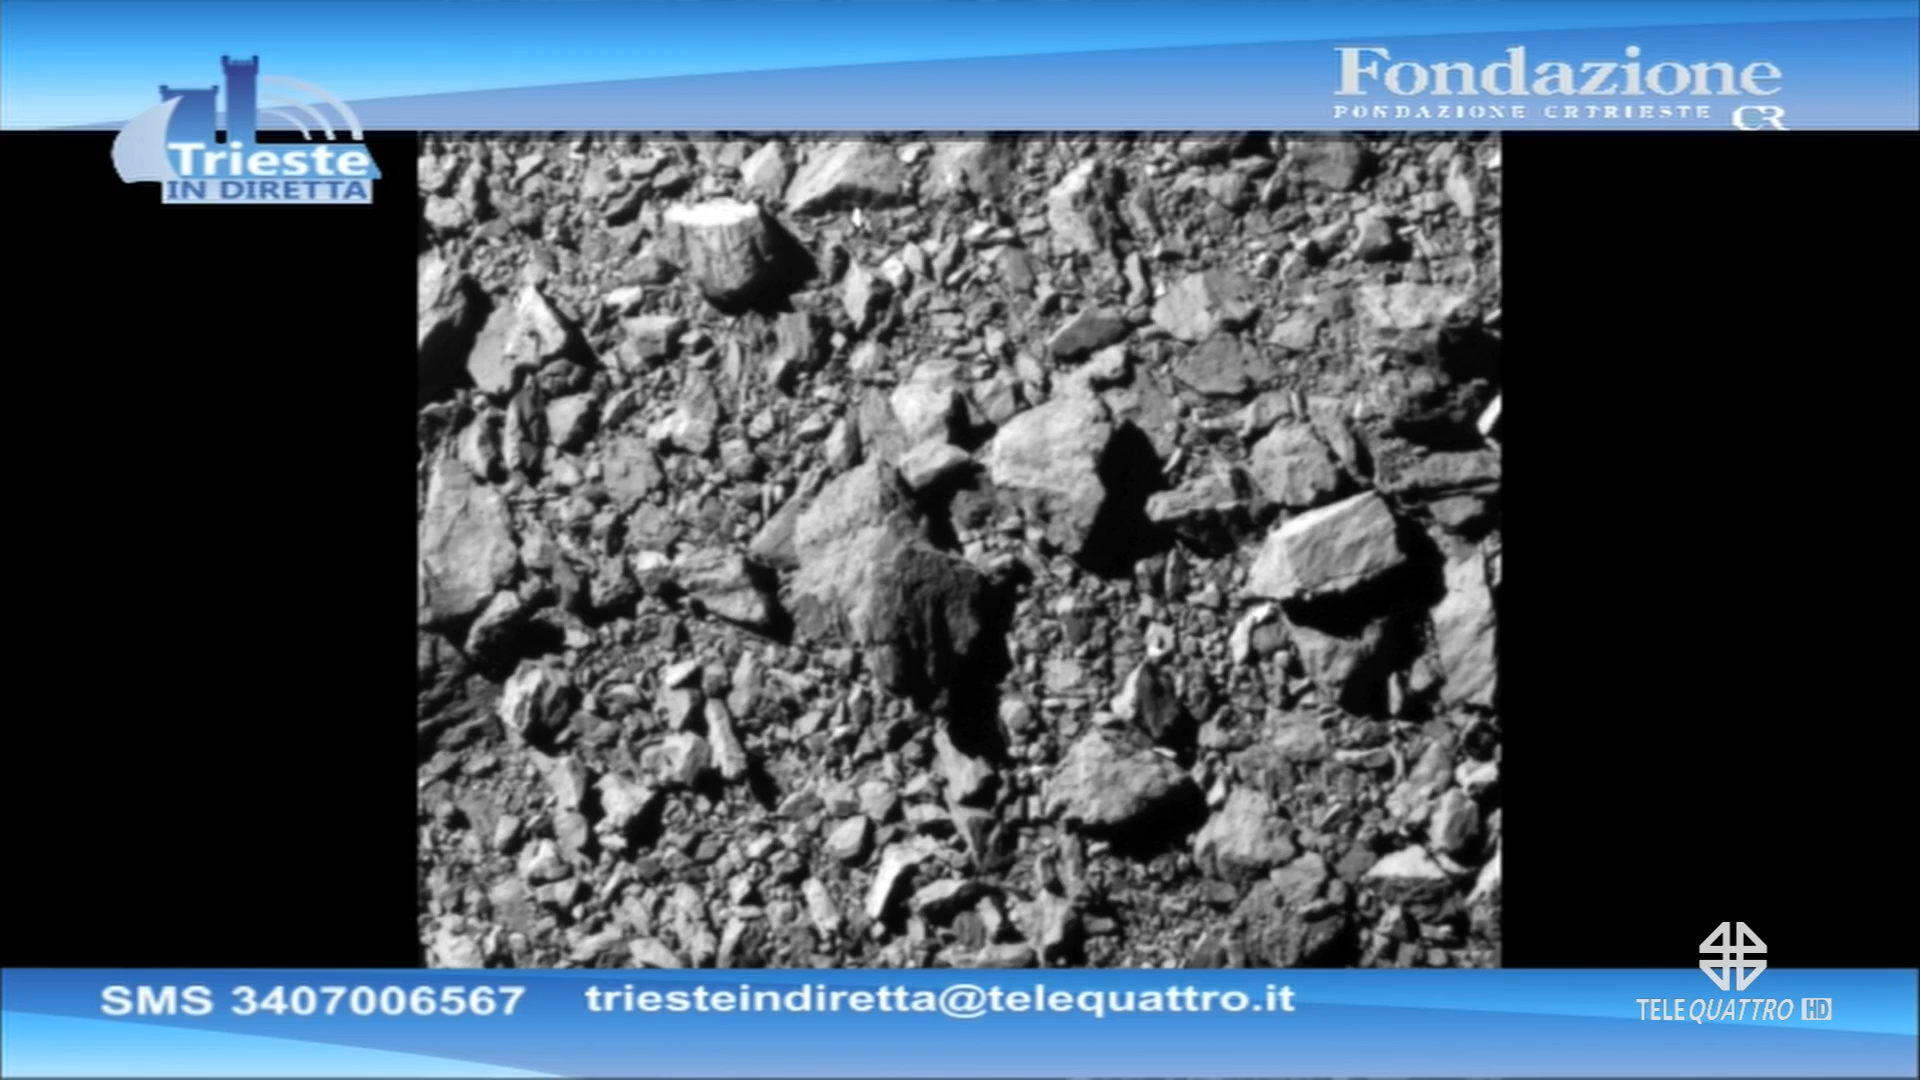 Fondazione
FONDAZIONE CRTRIESTE
CR
Trieste
IN DIRETTA
SMS 3407006567
triesteindiretta@telequattro.it
TELEQUATTRO HD